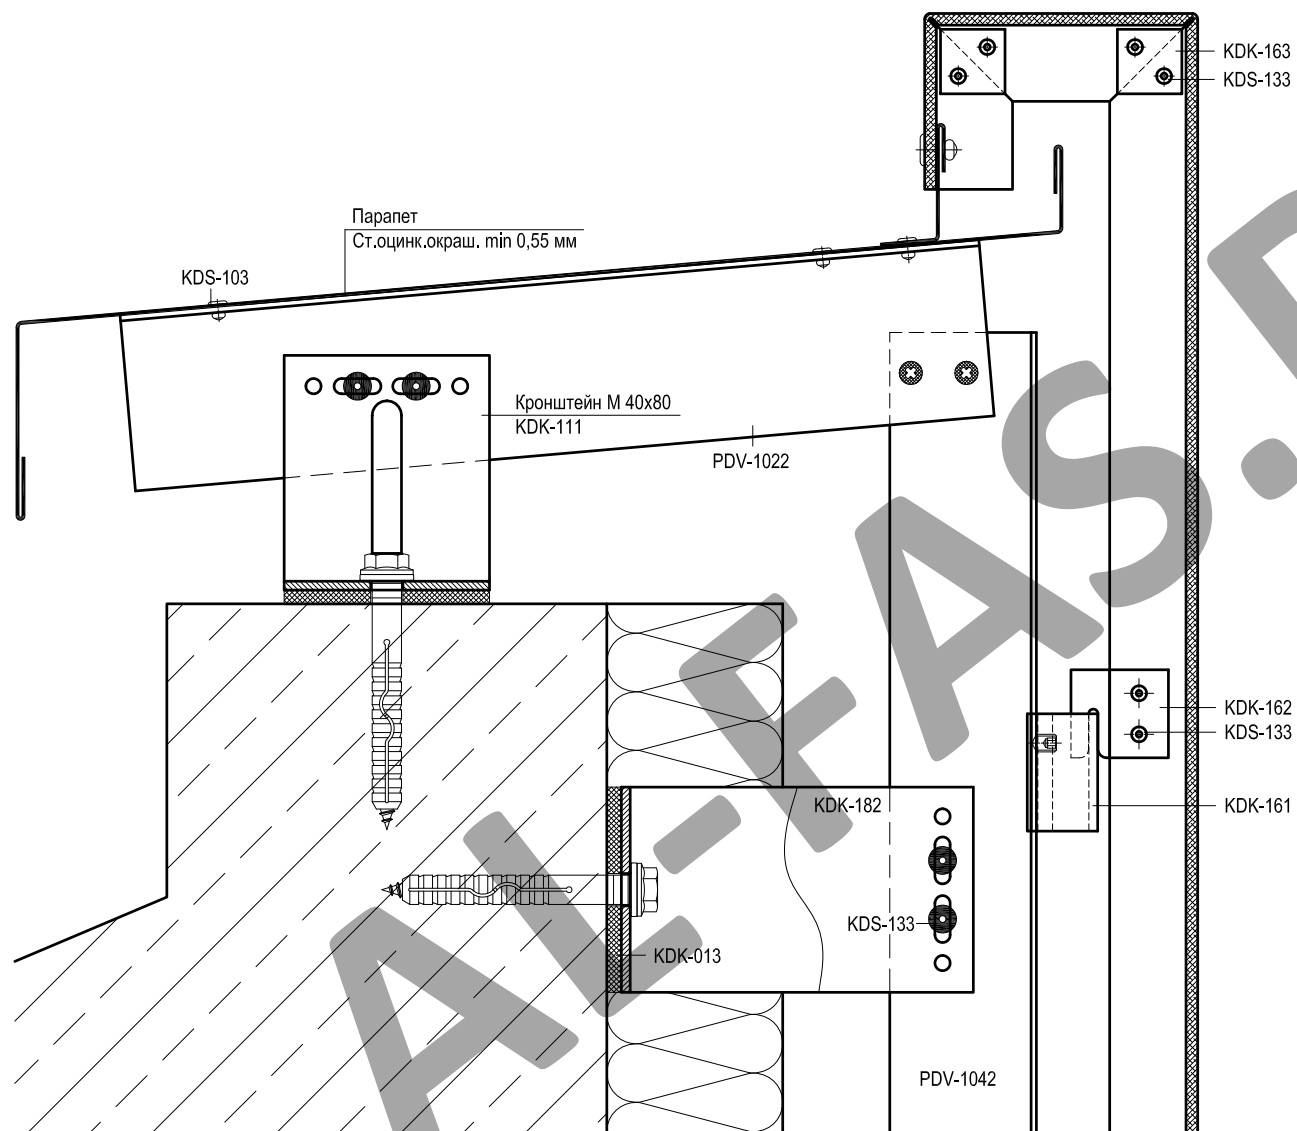 KDK-163
KDS-133
Парапет
Ст.оцинк.окраш. min 0,55 мм
KDS-103
Кронштейн М 40х80
KDK-111
PDV-1022
KDK-162
KDS-133
KDK-161
KDK-182
KDS-133
KDK-013
PDV-1042
AL-FAS.